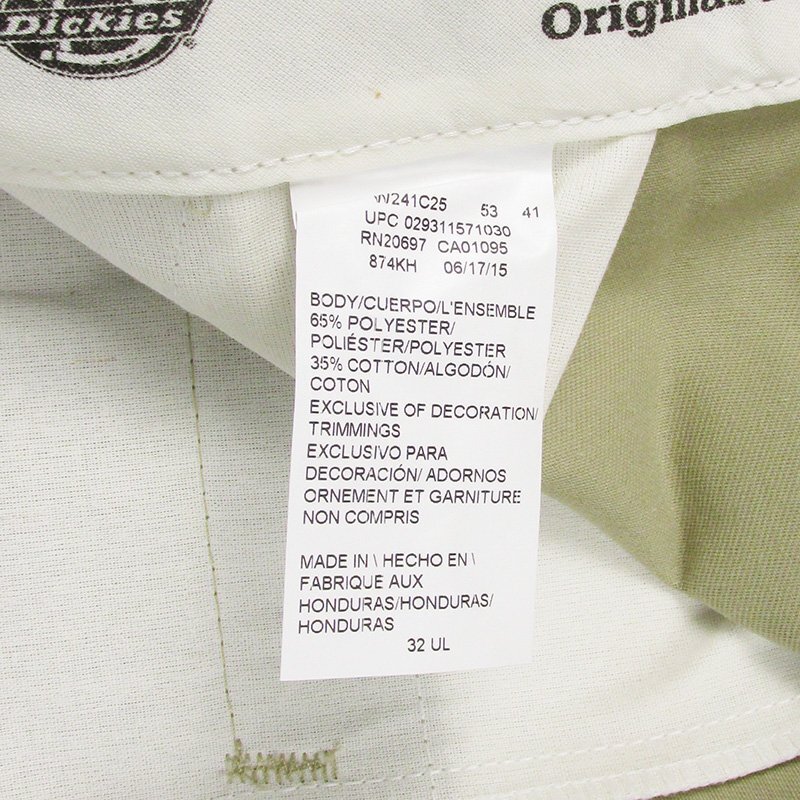 Dickies
Original
W241C25 53 41
UPC 029311571030
RN20697 CA01095
874KH 06/17/15
BODY/CUERPO/L'ENSEMBLE
65% POLYESTER/
POLIÉSTER/POLYESTER
35% COTTON/ALGODÓN/
COTON
EXCLUSIVE OF DECORATION/
TRIMMINGS
EXCLUSIVO PARA
DECORACIÓN/ ADORNOS
ORNEMENT ET GARNITURE
NON COMPRIS
MADE IN \ HECHO EN \
FABRIQUE AUX
HONDURAS/HONDURAS/
HONDURAS
32 UL